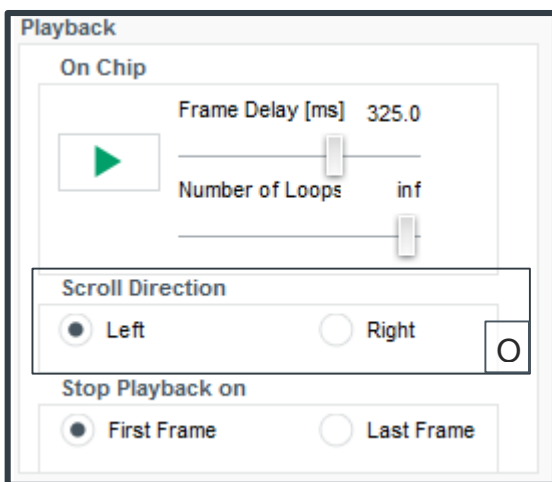 Playback
On Chip
Frame Delay [ms] 325.0
Number of Loops inf
Scroll Direction
Left Right
O
Stop Playback on
First Frame Last Frame